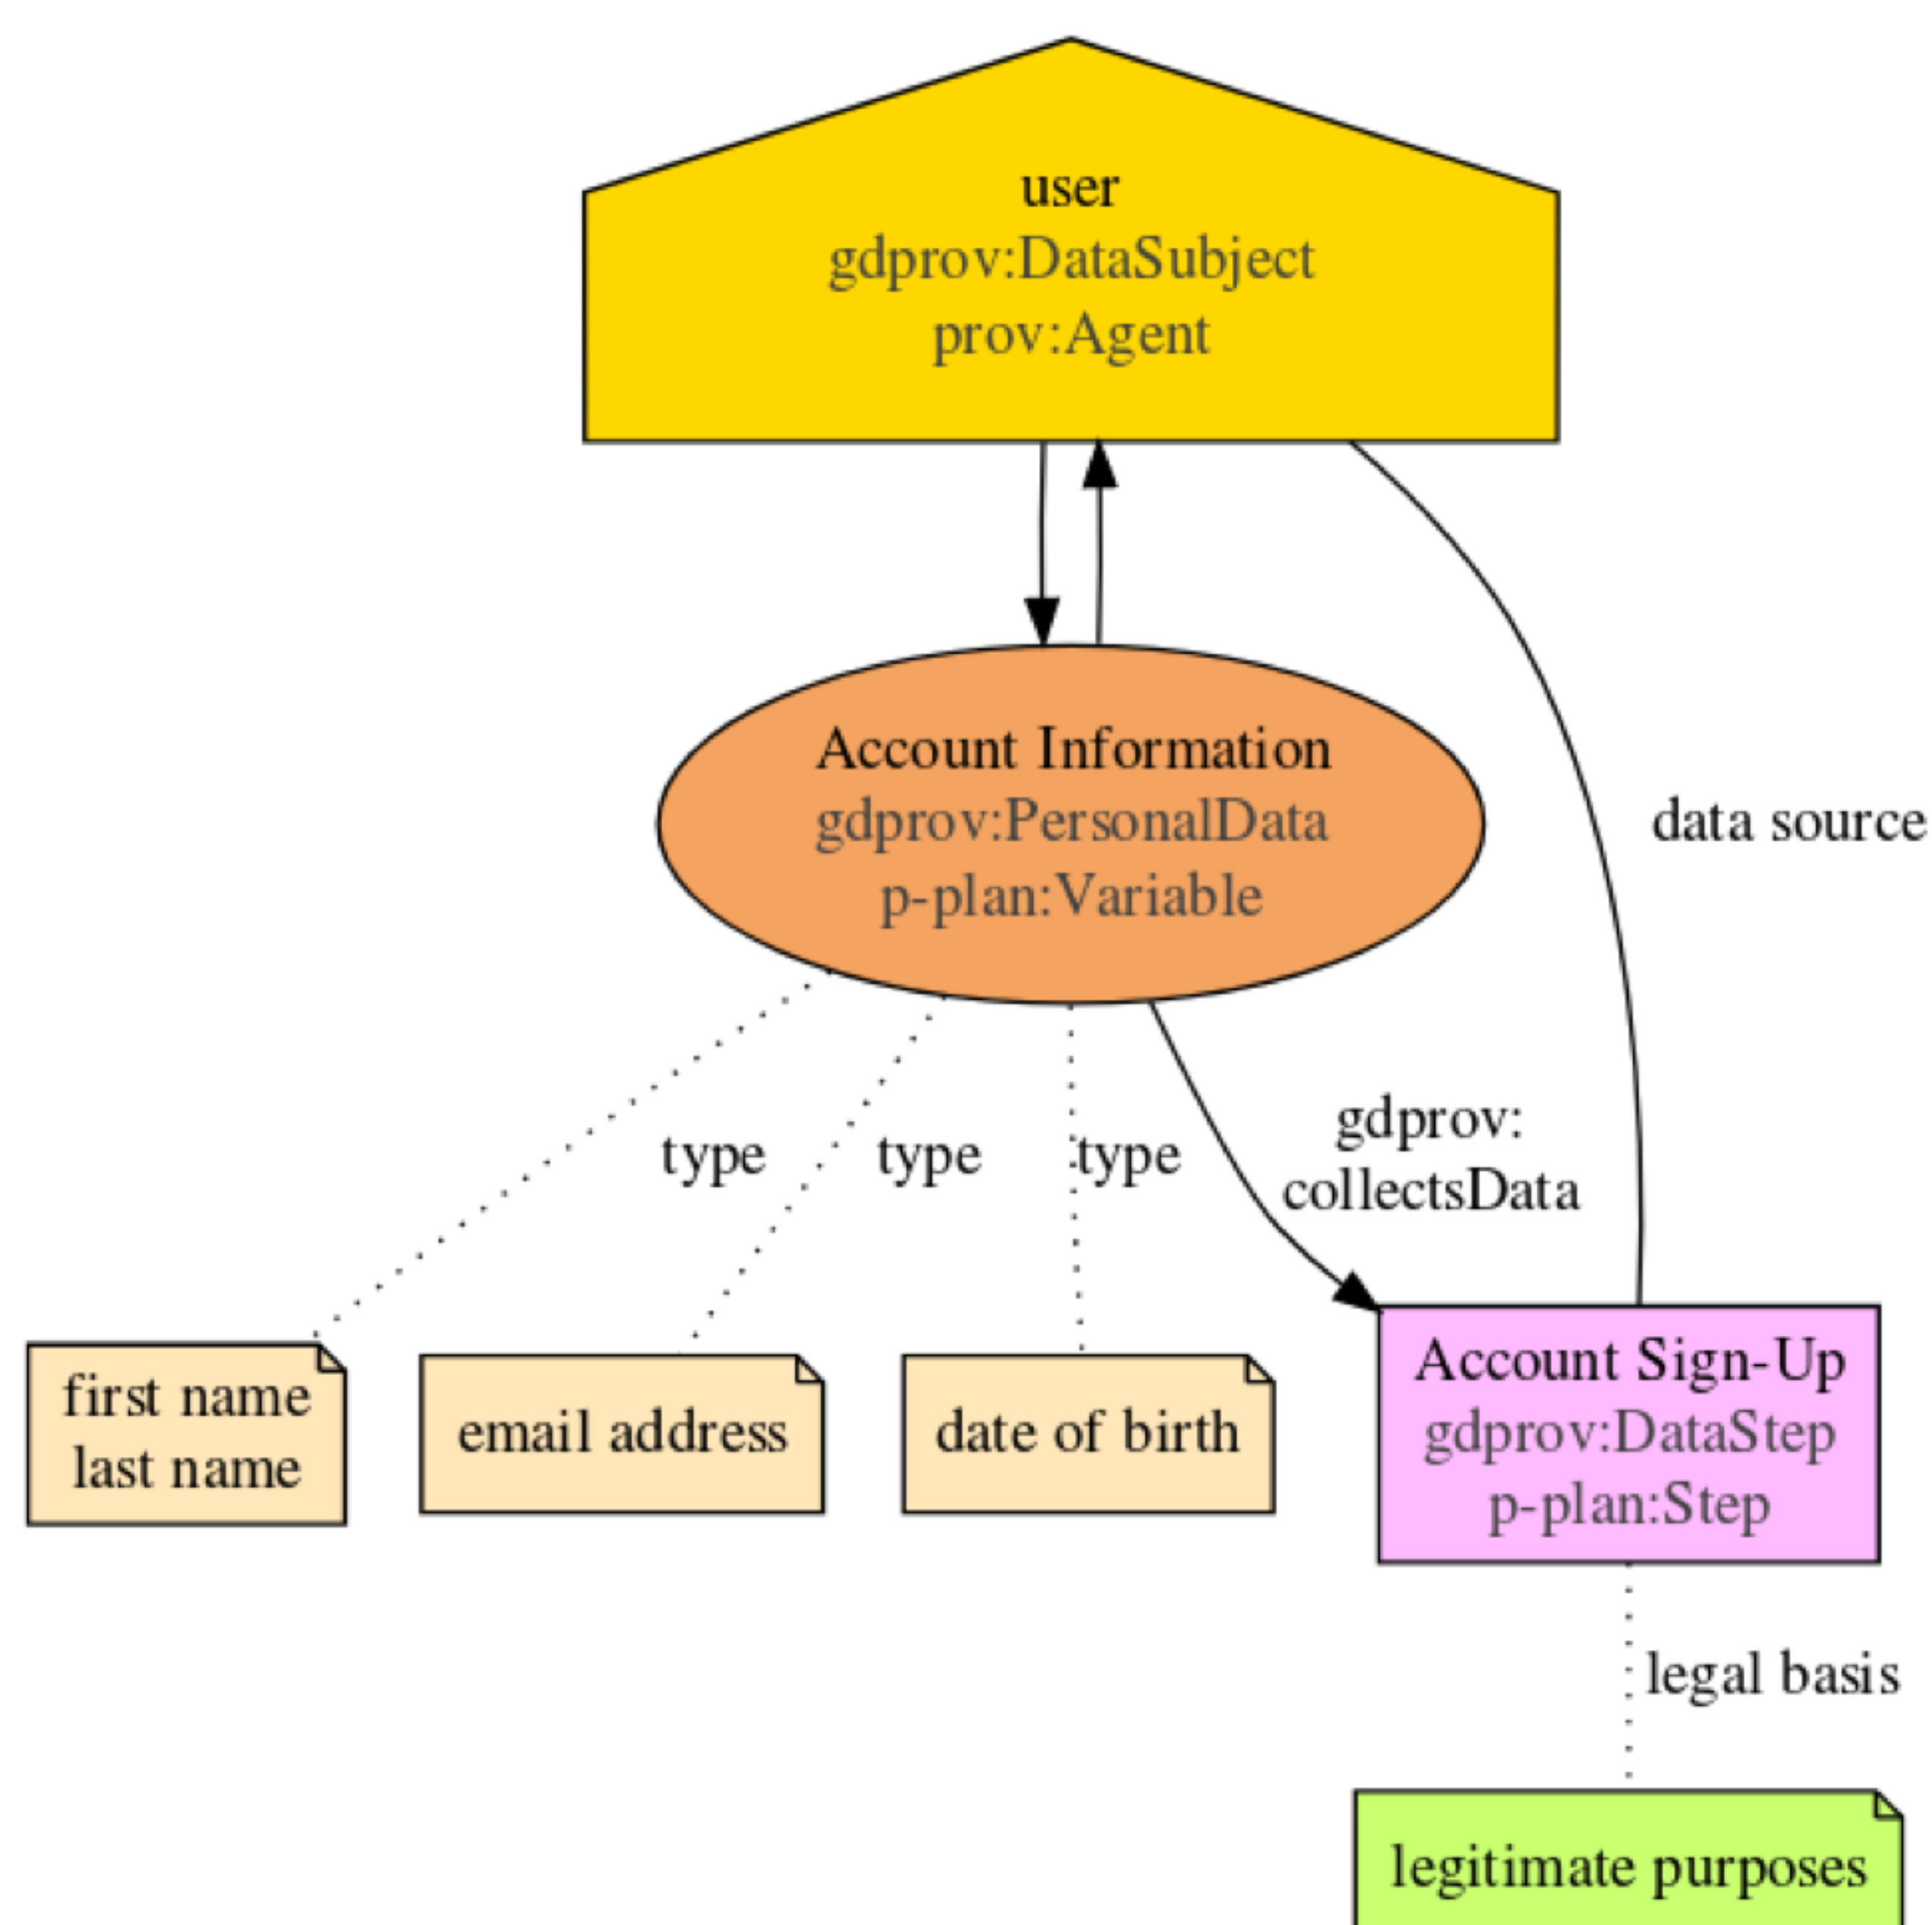 user
gdprov:DataSubject
prov:Agent
Account Information
gdprov:PersonalData
p-plan:Variable
data source
type
type
type
gdprov:
collectsData
first name
last name
email address
date of birth
Account Sign-Up
gdprov:DataStep
p-plan:Step
legal basis
legitimate purposes